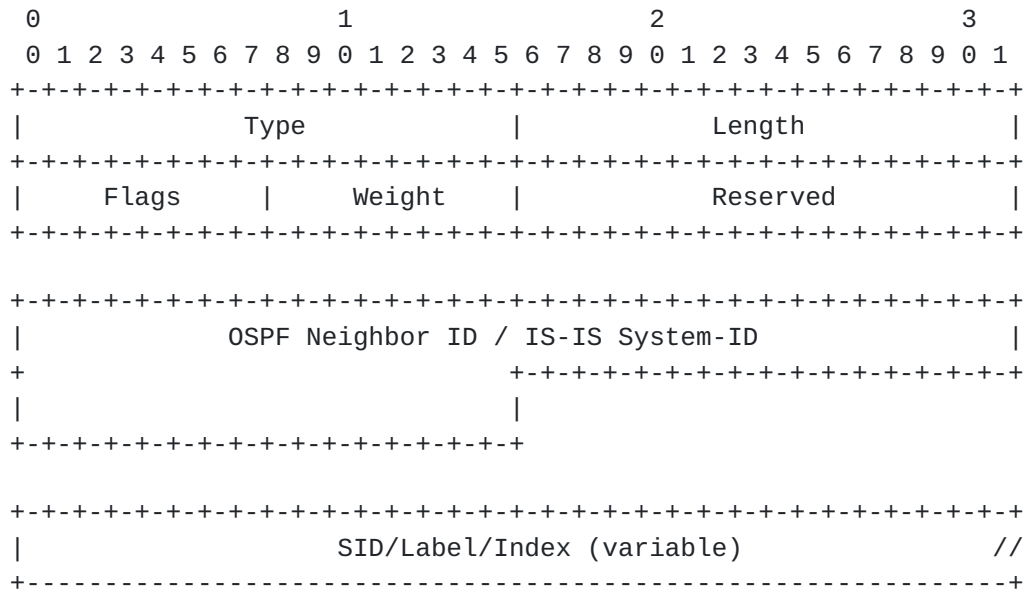 0                   1                   2                   3
0 1 2 3 4 5 6 7 8 9 0 1 2 3 4 5 6 7 8 9 0 1 2 3 4 5 6 7 8 9 0 1
+-+-+-+-+-+-+-+-+-+-+-+-+-+-+-+-+-+-+-+-+-+-+-+-+-+-+-+-+-+-+-+-+
|              Type             |            Length             |
+-+-+-+-+-+-+-+-+-+-+-+-+-+-+-+-+-+-+-+-+-+-+-+-+-+-+-+-+-+-+-+-+
|     Flags     |     Weight    |            Reserved           |
+-+-+-+-+-+-+-+-+-+-+-+-+-+-+-+-+-+-+-+-+-+-+-+-+-+-+-+-+-+-+-+-+
+-+-+-+-+-+-+-+-+-+-+-+-+-+-+-+-+-+-+-+-+-+-+-+-+-+-+-+-+-+-+-+-+
|             OSPF Neighbor ID / IS-IS System-ID                |
+                               +-+-+-+-+-+-+-+-+-+-+-+-+-+-+-+-+
|                               |
+-+-+-+-+-+-+-+-+-+-+-+-+-+-+-+-+
+-+-+-+-+-+-+-+-+-+-+-+-+-+-+-+-+-+-+-+-+-+-+-+-+-+-+-+-+-+-+-+-+
|                    SID/Label/Index (variable)                //
+---------------------------------------------------------------+